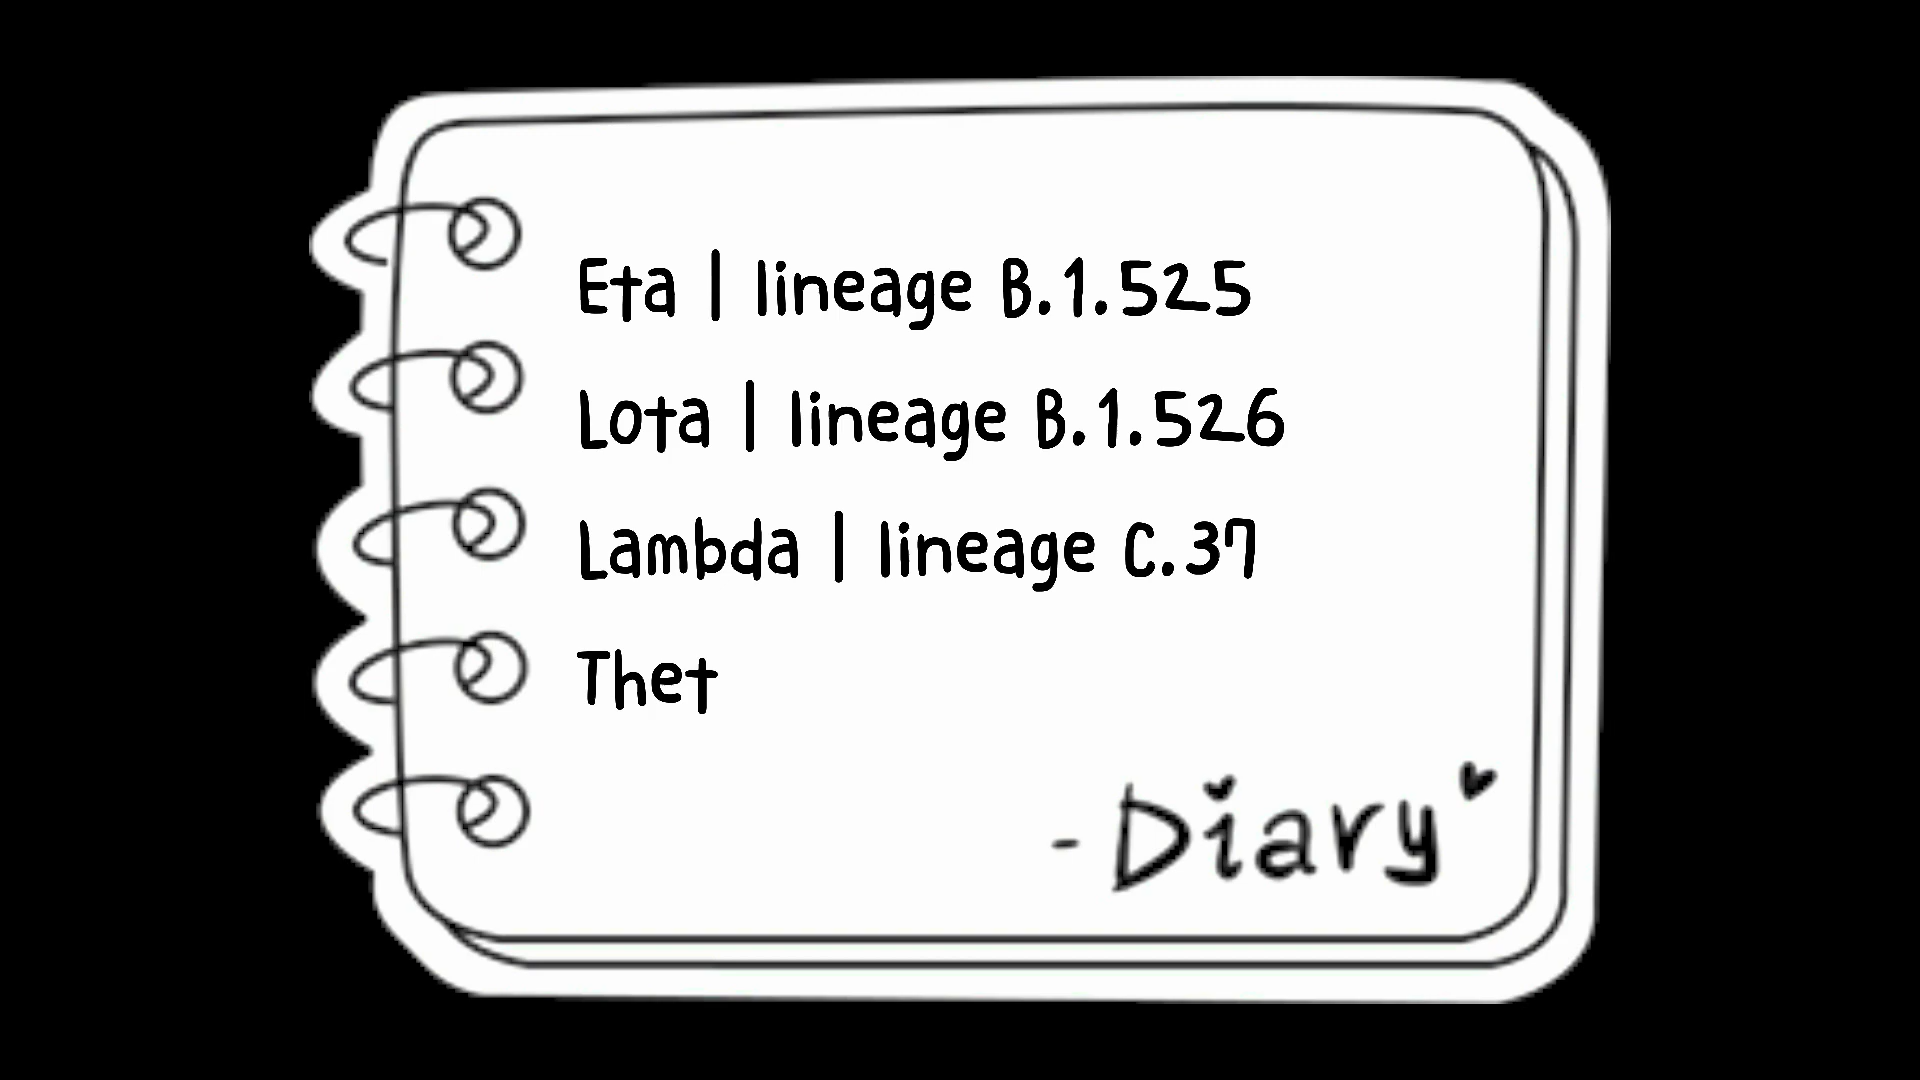 Eta | lineage B.1.525
Lota | lineage B.1.526
Lambda | lineage C.37
Thet
- Diary